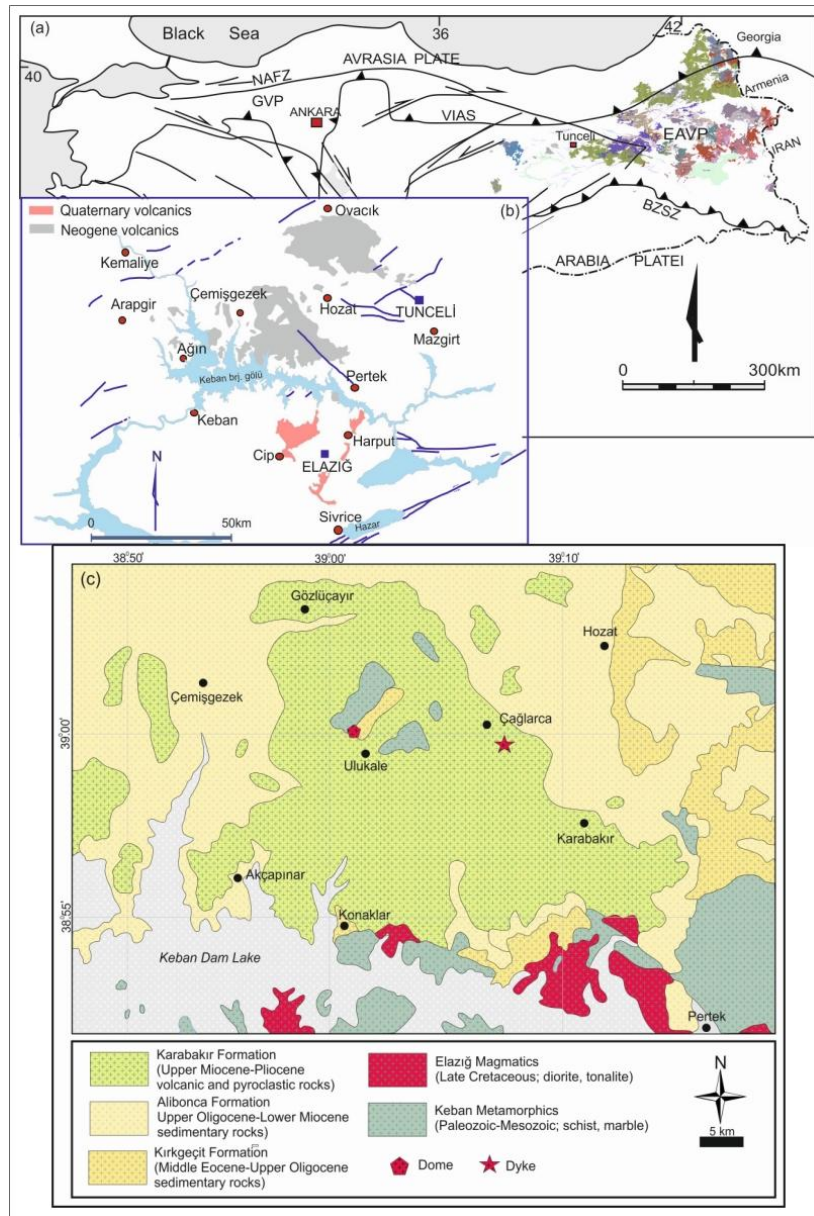 (a)
Black Sea
36
42
Georgia
40
AVRASIA PLATE
NAFZ
GVP
Armenia
ANKARA
VIAS
Tunceli
EAVP
IRAN
BZSZ
ARABIA PLATEI
0 300km
Quaternary volcanics
Neogene volcanics
(b)
Ovacık
Kemaliye
Çemişgezek
Arapgir
Hozat
TUNCELİ
Mazgirt
Ağın
Keban brj. gölü
Pertek
Keban
Harput
Cip
ELAZIĞ
N
Sivrice
Hazar
0 50km
38°50'
39°00'
39°10'
(c)
Gözlüçayır
Hozat
Çemişgezek
Çağlarca
39°00'
Ulukale
Karabakır
Akçapınar
38°55'
Konaklar
Keban Dam Lake
Pertek
Karabakır Formation
(Upper Miocene-Pliocene
volcanic and pyroclastic rocks)
Alibonca Formation
Upper Oligocene-Lower Miocene
sedimentary rocks)
Kırkgeçit Formation
(Middle Eocene-Upper Oligocene
sedimentary rocks)
Elazığ Magmatics
(Late Cretaceous; diorite, tonalite)
Keban Metamorphics
(Paleozoic-Mesozoic; schist, marble)
Dome
Dyke
N
5 km